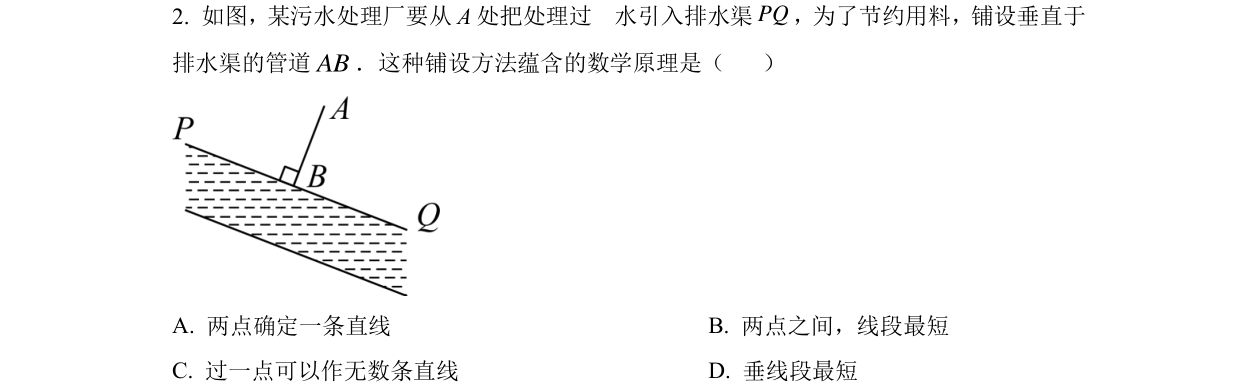 2. 如图，某污水处理厂要从 A 处把处理过 水引入排水渠 PQ，为了节约用料，铺设垂直于
排水渠的管道 AB．这种铺设方法蕴含的数学原理是（ ）
A
P
B
Q
A. 两点确定一条直线 B. 两点之间，线段最短
C. 过一点可以作无数条直线 D. 垂线段最短